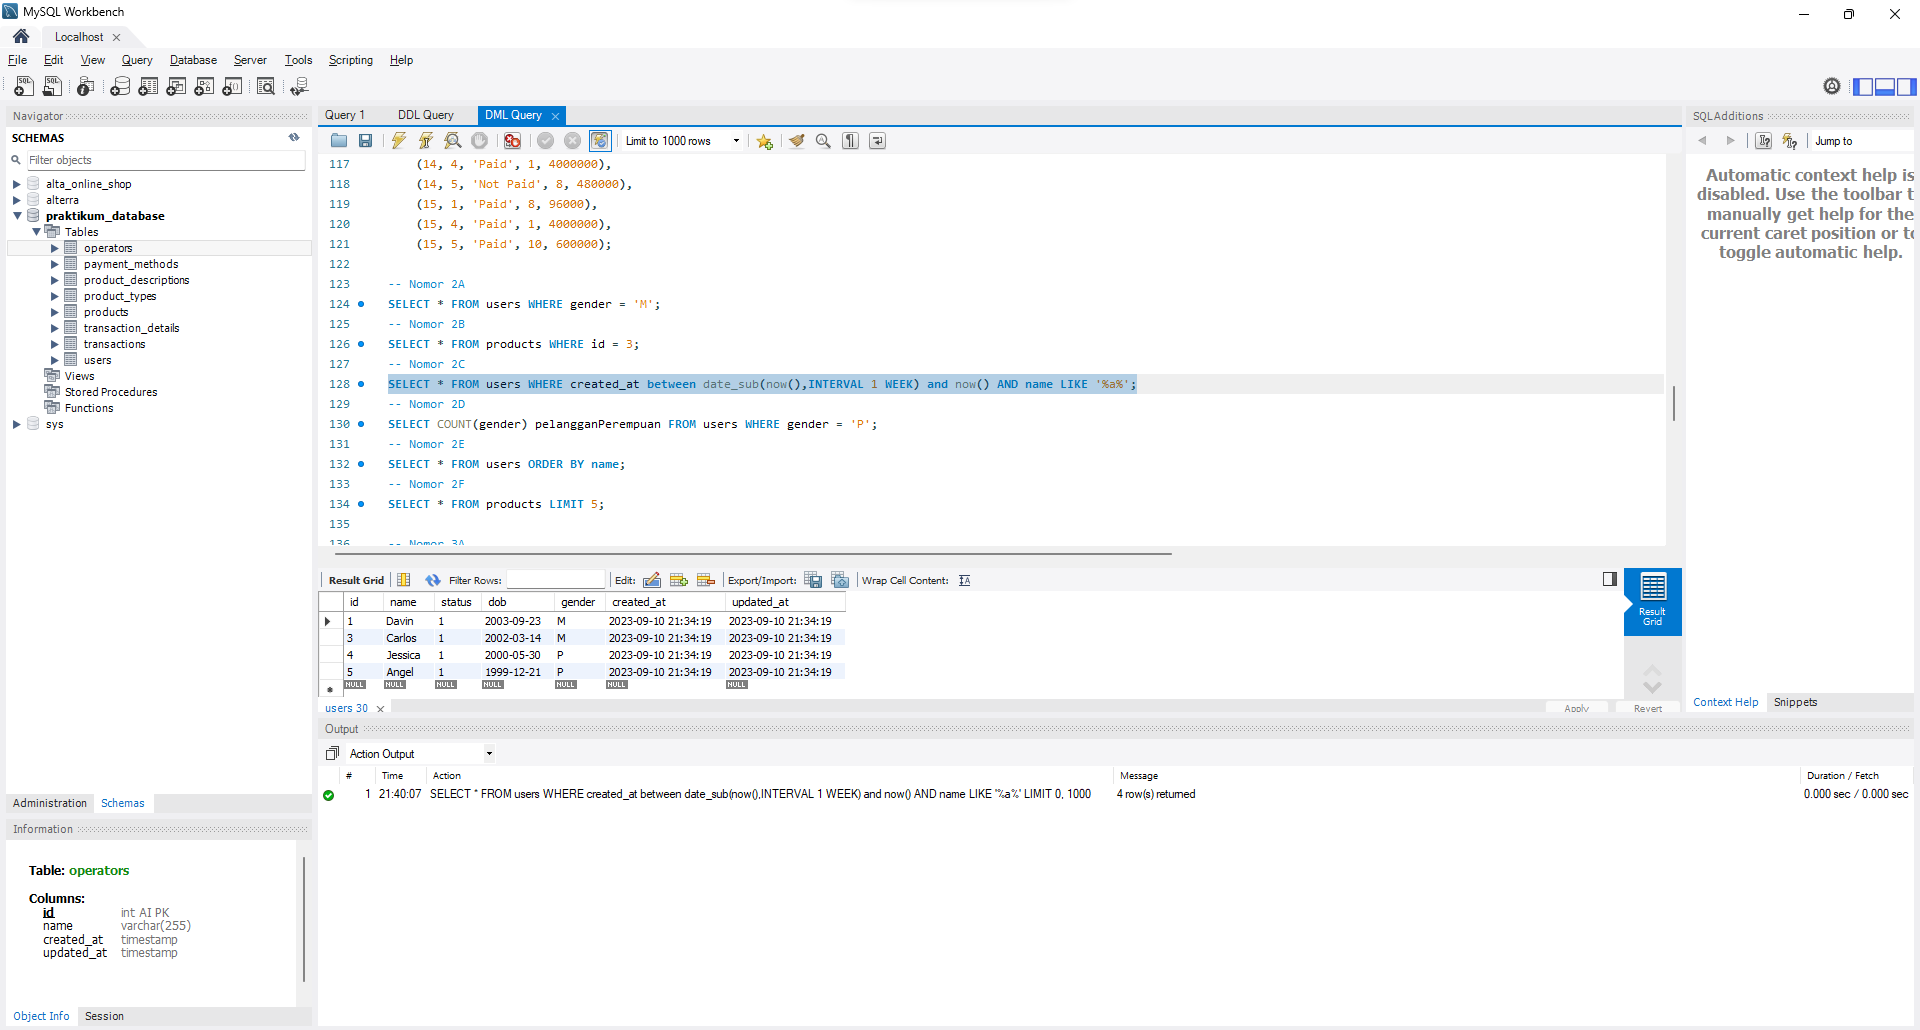 MySQL Workbench
Localhost
File Edit View Query Database Server Tools Scripting Help
Navigator
SCHEMAS
Filter objects
alta_online_shop
alterra
praktikum_database
Tables
operators
payment_methods
product_descriptions
product_types
products
transaction_details
transactions
users
Views
Stored Procedures
Functions
sys
Administration Schemas
Information
Table: operators
Columns:
id int AI PK
name varchar(255)
created_at timestamp
updated_at timestamp
Object Info Session
Query 1 DDL Query DML Query
Limit to 1000 rows
117 (14, 4, 'Paid', 1, 4000000),
118 (14, 5, 'Not Paid', 8, 480000),
119 (15, 1, 'Paid', 8, 96000),
120 (15, 4, 'Paid', 1, 4000000),
121 (15, 5, 'Paid', 10, 600000);
122
123 -- Nomor 2A
124 SELECT * FROM users WHERE gender = 'M';
125 -- Nomor 2B
126 SELECT * FROM products WHERE id = 3;
127 -- Nomor 2C
128 SELECT * FROM users WHERE created_at between date_sub(now(),INTERVAL 1 WEEK) and now() AND name LIKE '%a%';
129 -- Nomor 2D
130 SELECT COUNT(gender) pelangganPerempuan FROM users WHERE gender = 'P';
131 -- Nomor 2E
132 SELECT * FROM users ORDER BY name;
133 -- Nomor 2F
134 SELECT * FROM products LIMIT 5;
135
136 -- Nomor 3A
Result Grid Filter Rows: Edit: Export/Import: Wrap Cell Content:
id name status dob gender created_at updated_at
1 Davin 1 2003-09-23 M 2023-09-10 21:34:19 2023-09-10 21:34:19
3 Carlos 1 2002-03-14 M 2023-09-10 21:34:19 2023-09-10 21:34:19
4 Jessica 1 2000-05-30 P 2023-09-10 21:34:19 2023-09-10 21:34:19
5 Angel 1 1999-12-21 P 2023-09-10 21:34:19 2023-09-10 21:34:19
NULL NULL NULL NULL NULL NULL NULL
Result
Grid
users 30 Apply Revert
Output
Action Output
# Time Action Message Duration / Fetch
1 21:40:07 SELECT * FROM users WHERE created_at between date_sub(now(),INTERVAL 1 WEEK) and now() AND name LIKE '%a%' LIMIT 0, 1000 4 row(s) returned 0.000 sec / 0.000 sec
SQLAdditions
Jump to
Automatic context help is
disabled. Use the toolbar t
manually get help for the
current caret position or to
toggle automatic help.
Context Help Snippets